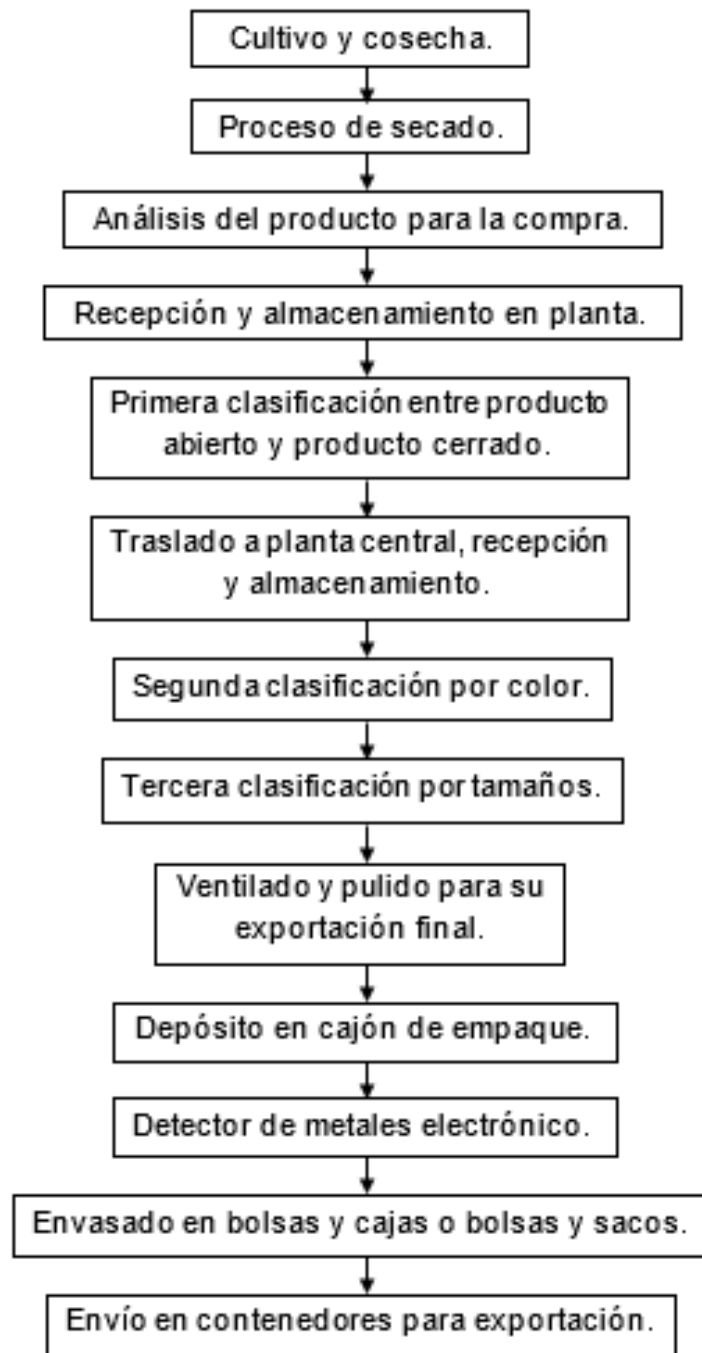 Cultivo y cosecha.
Proceso de secado.
Análisis del producto para la compra.
Recepción y almacenamiento en planta.
Primera clasificación entre producto
abierto y producto cerrado.
Traslado a planta central, recepción
y almacenamiento.
Segunda clasificación por color.
Tercera clasificación por tamaños.
Ventilado y pulido para su
exportación final.
Depósito en cajón de empaque.
Detector de metales electrónico.
Envasado en bolsas y cajas o bolsas y sacos.
Envío en contenedores para exportación.